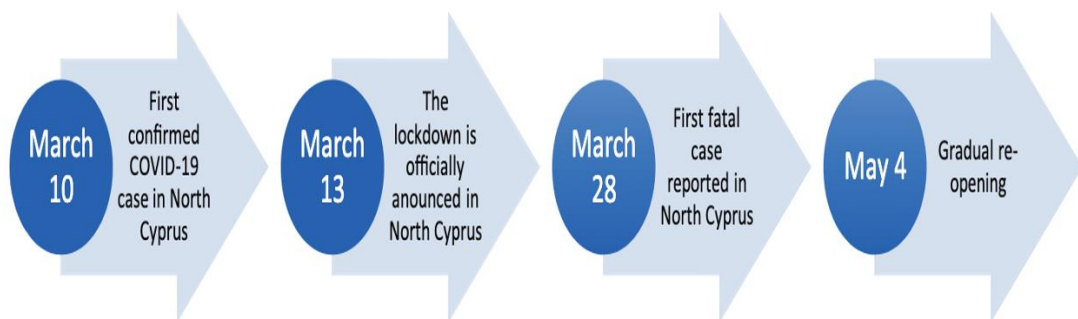 March
10
First
confirmed
COVID-19
case in North
Cyprus
March
13
The
lockdown is
officially
anounced in
North Cyprus
March
28
First fatal
case
reported in
North Cyprus
May 4
Gradual re-
opening